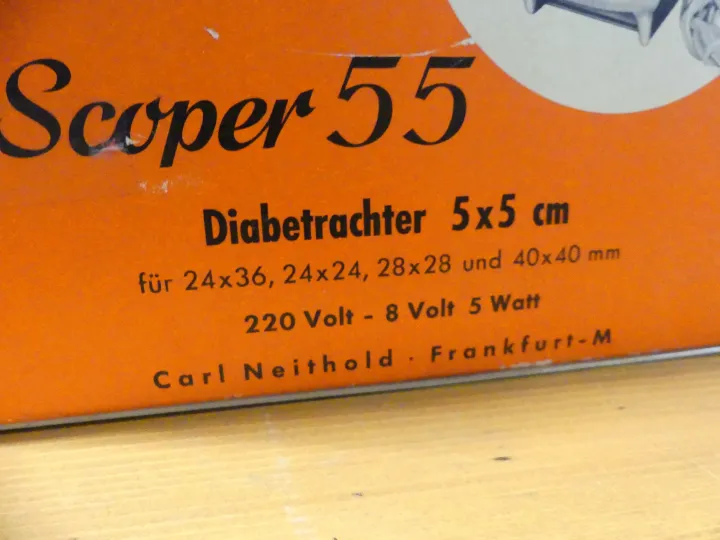 Scoper 55
Diabetrachter 5x5 cm
für 24x36, 24x24, 28x28 und 40x40 mm
220 Volt - 8 Volt 5 Watt
Carl Neithold · Frankfurt-M